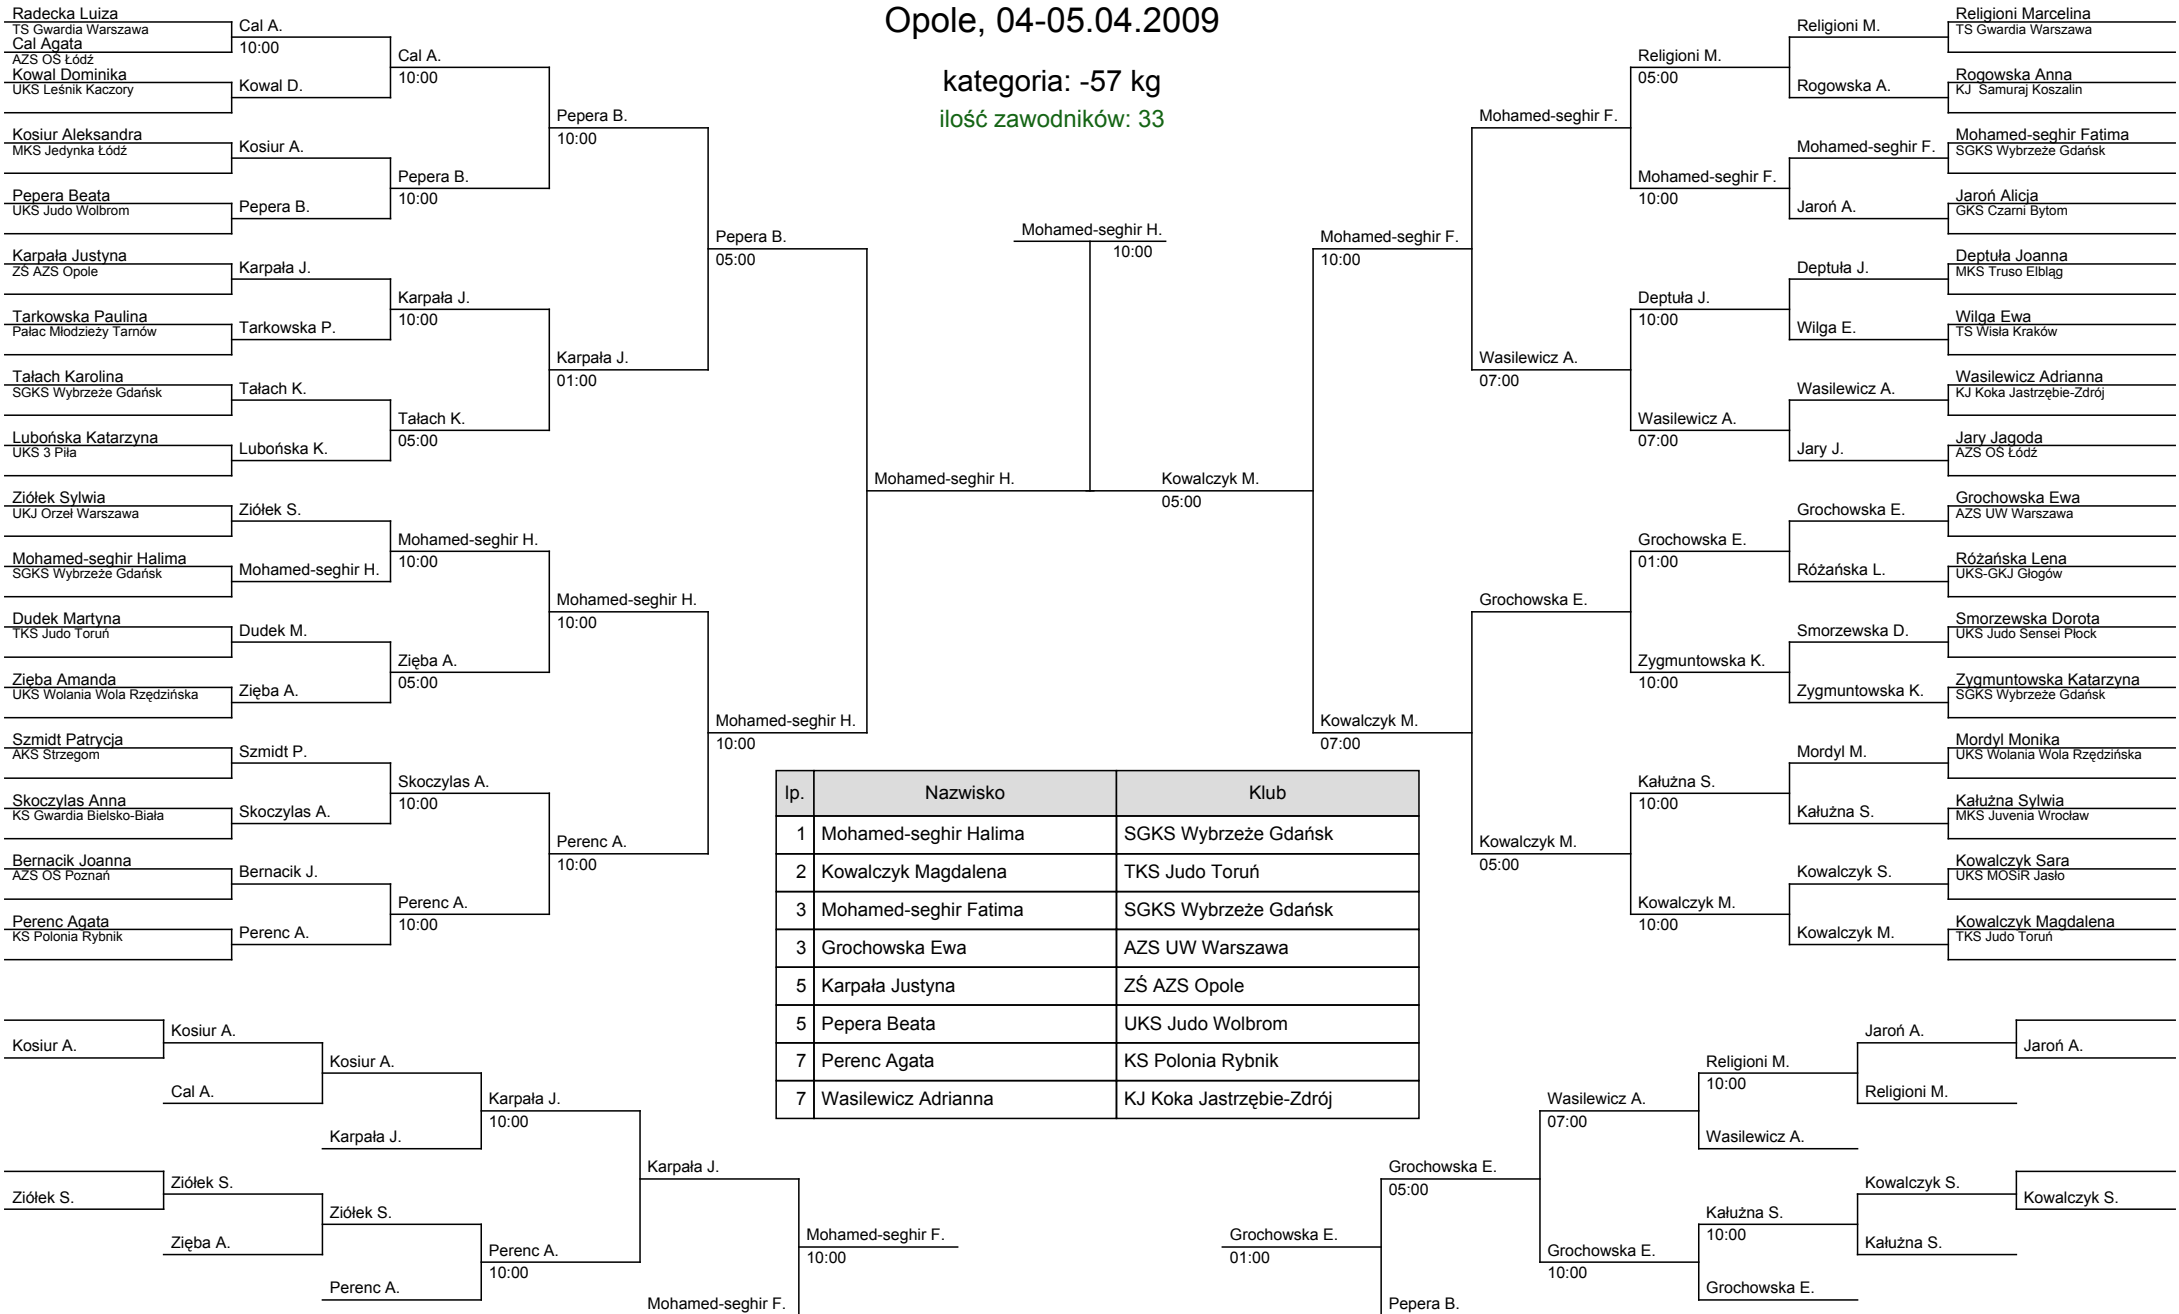 Opole, 04-05.04.2009
kategoria: -57 kg
ilość zawodników: 33
Radecka Luiza
TS Gwardia Warszawa
Cal Agata
AZS OŚ Łódź
Kowal Dominika
UKS Leśnik Kaczory
Kosiur Aleksandra
MKS Jedynka Łódź
Pepera Beata
UKS Judo Wolbrom
Karpała Justyna
ZŚ AZS Opole
Tarkowska Paulina
Pałac Młodzieży Tarnów
Tałach Karolina
SGKS Wybrzeże Gdańsk
Lubońska Katarzyna
UKS 3 Piła
Ziółek Sylwia
UKJ Orzeł Warszawa
Mohamed-seghir Halima
SGKS Wybrzeże Gdańsk
Dudek Martyna
TKS Judo Toruń
Zięba Amanda
UKS Wolania Wola Rzędzińska
Szmidt Patrycja
AKS Strzegom
Skoczylas Anna
KS Gwardia Bielsko-Biała
Bernacik Joanna
AZS OŚ Poznań
Perenc Agata
KS Polonia Rybnik
Cal A.
10:00
Kowal D.
Kosiur A.
Pepera B.
Karpała J.
Tarkowska P.
Tałach K.
Lubońska K.
Ziółek S.
Mohamed-seghir H.
Dudek M.
Zięba A.
Szmidt P.
Skoczylas A.
Bernacik J.
Perenc A.
Cal A.
10:00
Pepera B.
10:00
Karpała J.
10:00
Tałach K.
05:00
Mohamed-seghir H.
10:00
Zięba A.
05:00
Skoczylas A.
10:00
Perenc A.
10:00
Pepera B.
10:00
Karpała J.
01:00
Mohamed-seghir H.
10:00
Perenc A.
10:00
Pepera B.
05:00
Mohamed-seghir H.
10:00
Mohamed-seghir H.
Mohamed-seghir H.
10:00
Kowalczyk M.
05:00
Mohamed-seghir F.
10:00
Kowalczyk M.
07:00
Mohamed-seghir F.
Wasilewicz A.
07:00
Grochowska E.
Kowalczyk M.
05:00
Religioni M.
05:00
Mohamed-seghir F.
10:00
Deptuła J.
10:00
Wasilewicz A.
07:00
Grochowska E.
01:00
Zygmuntowska K.
10:00
Kałużna S.
10:00
Kowalczyk M.
10:00
Religioni M.
Rogowska A.
Mohamed-seghir F.
Jaroń A.
Deptuła J.
Wilga E.
Wasilewicz A.
Jary J.
Grochowska E.
Różańska L.
Smorzewska D.
Zygmuntowska K.
Mordyl M.
Kałużna S.
Kowalczyk S.
Kowalczyk M.
Religioni Marcelina
TS Gwardia Warszawa
Rogowska Anna
KJ Samuraj Koszalin
Mohamed-seghir Fatima
SGKS Wybrzeże Gdańsk
Jaroń Alicja
GKS Czarni Bytom
Deptuła Joanna
MKS Truso Elbląg
Wilga Ewa
TS Wisła Kraków
Wasilewicz Adrianna
KJ Koka Jastrzębie-Zdrój
Jary Jagoda
AZS OŚ Łódź
Grochowska Ewa
AZS UW Warszawa
Różańska Lena
UKS-GKJ Głogów
Smorzewska Dorota
UKS Judo Sensei Płock
Zygmuntowska Katarzyna
SGKS Wybrzeże Gdańsk
Mordyl Monika
UKS Wolania Wola Rzędzińska
Kałużna Sylwia
MKS Juvenia Wrocław
Kowalczyk Sara
UKS MOSiR Jasło
Kowalczyk Magdalena
TKS Judo Toruń
lp. Nazwisko Klub
1 Mohamed-seghir Halima SGKS Wybrzeże Gdańsk
2 Kowalczyk Magdalena TKS Judo Toruń
3 Mohamed-seghir Fatima SGKS Wybrzeże Gdańsk
3 Grochowska Ewa AZS UW Warszawa
5 Karpała Justyna ZŚ AZS Opole
5 Pepera Beata UKS Judo Wolbrom
7 Perenc Agata KS Polonia Rybnik
7 Wasilewicz Adrianna KJ Koka Jastrzębie-Zdrój
Kosiur A.
Ziółek S.
Kosiur A.
Cal A.
Ziółek S.
Zięba A.
Kosiur A.
Karpała J.
Ziółek S.
Perenc A.
Karpała J.
10:00
Perenc A.
10:00
Karpała J.
Mohamed-seghir F.
Mohamed-seghir F.
10:00
Grochowska E.
01:00
Grochowska E.
05:00
Pepera B.
Wasilewicz A.
07:00
Grochowska E.
10:00
Religioni M.
10:00
Wasilewicz A.
Kałużna S.
10:00
Grochowska E.
Jaroń A.
Religioni M.
Kowalczyk S.
Kałużna S.
Jaroń A.
Kowalczyk S.